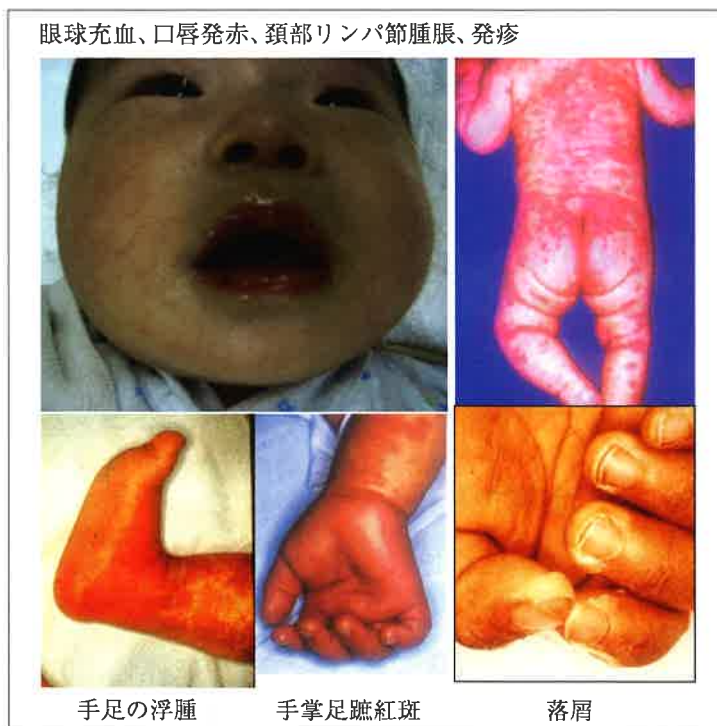 眼球充血、口唇発赤、頚部リンパ節腫脹、発疹
手足の浮腫
手掌足蹠紅斑
落屑